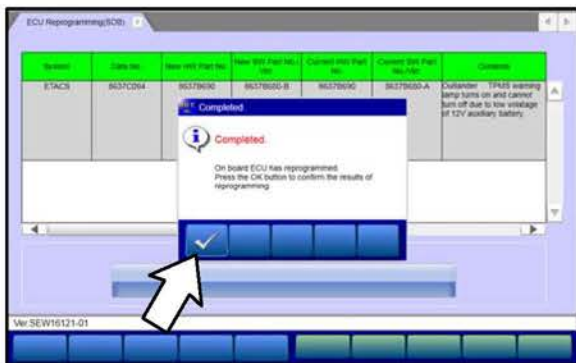 ECU Reprogramming(SDB)
System
Data No.
New HW Part No.
New SW Part No./
Ver.
Current HW Part
No.
Current SW Part
No./Ver.
Contents
ETACS
8637C064
8637B690
8637B680-B
8637B690
8637B680-A
Outlander TPMS warning
lamp turns on and cannot
turn off due to low volatage
of 12V auxiliary battery.
Completed
Completed.
On board ECU has reprogrammed.
Press the OK button to confirm the results of
reprogramming
Ver.SEW16121-01